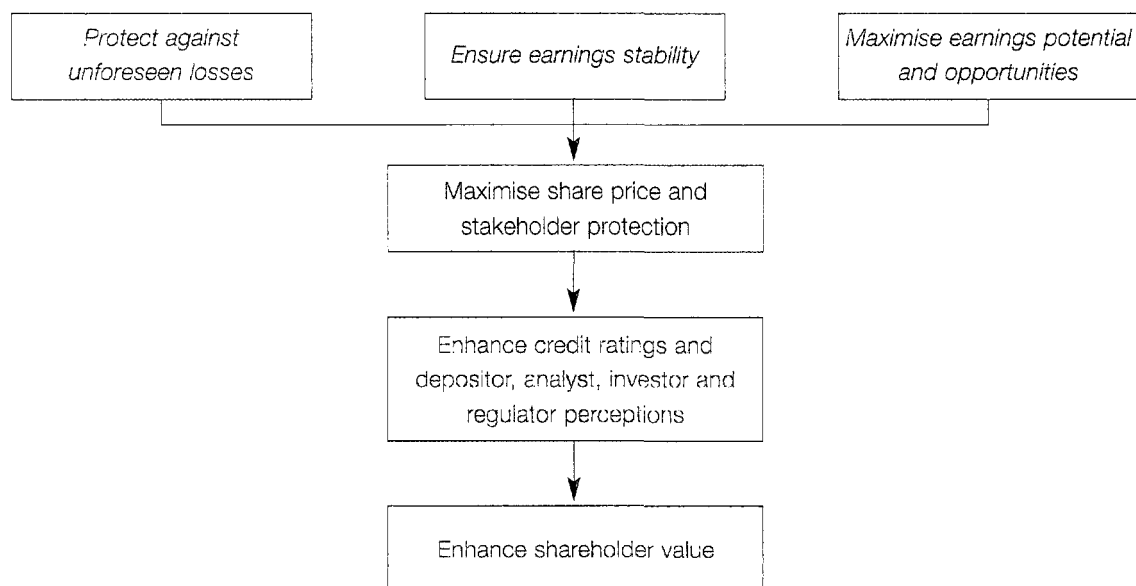 Protect against
unforeseen losses
Ensure earnings stability
Maximise earnings potential
and opportunities
Maximise share price and
stakeholder protection
Enhance credit ratings and
depositor, analyst, investor and
regulator perceptions
Enhance shareholder value